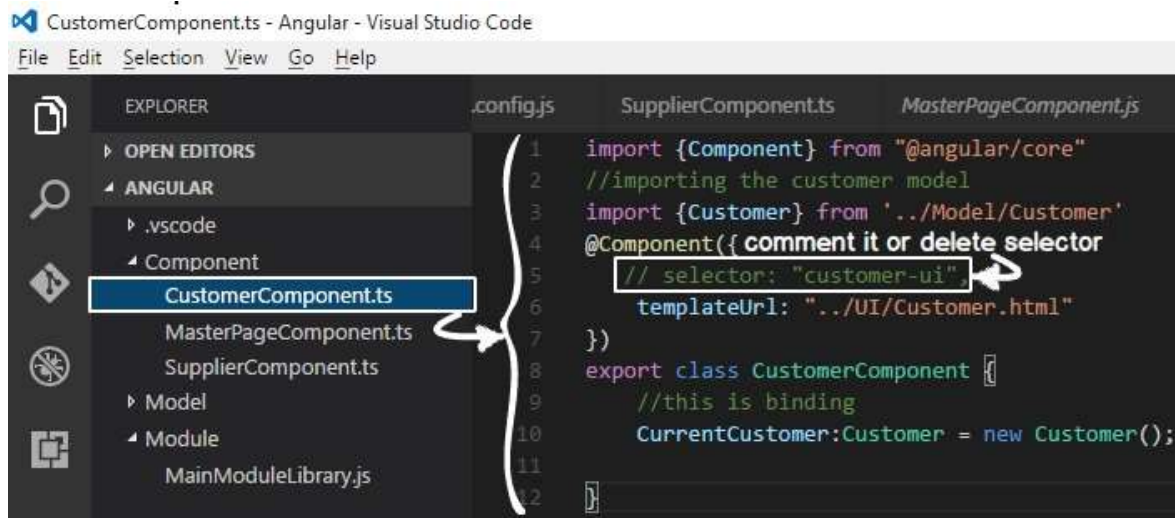 CustomerComponent.ts - Angular - Visual Studio Code
File Edit Selection View Go Help
EXPLORER
.config.js SupplierComponent.ts MasterPageComponent.js
OPEN EDITORS
ANGULAR
.vscode
Component
CustomerComponent.ts
MasterPageComponent.ts
SupplierComponent.ts
Model
Module
MainModuleLibrary.js
1 import {Component} from "@angular/core"
2 //importing the customer model
3 import {Customer} from '../Model/Customer'
4 @Component({ comment it or delete selector
5 // selector: "customer-ui",
6 templateUrl: "../UI/Customer.html"
7 })
8 export class CustomerComponent {
9 //this is binding
10 CurrentCustomer:Customer = new Customer();
11
12 }